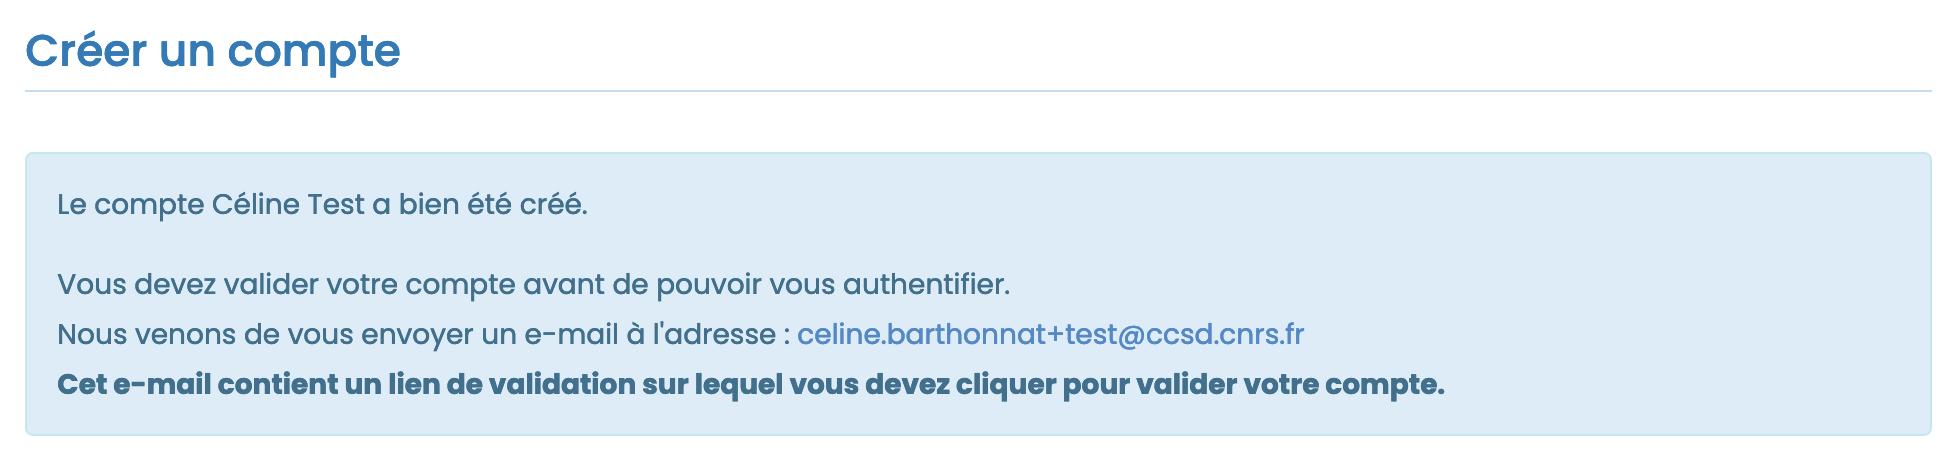 Créer un compte
Le compte Céline Test a bien été créé.
Vous devez valider votre compte avant de pouvoir vous authentifier.
Nous venons de vous envoyer un e-mail à l'adresse : celine.barthonnat+test@ccsd.cnrs.fr
Cet e-mail contient un lien de validation sur lequel vous devez cliquer pour valider votre compte.